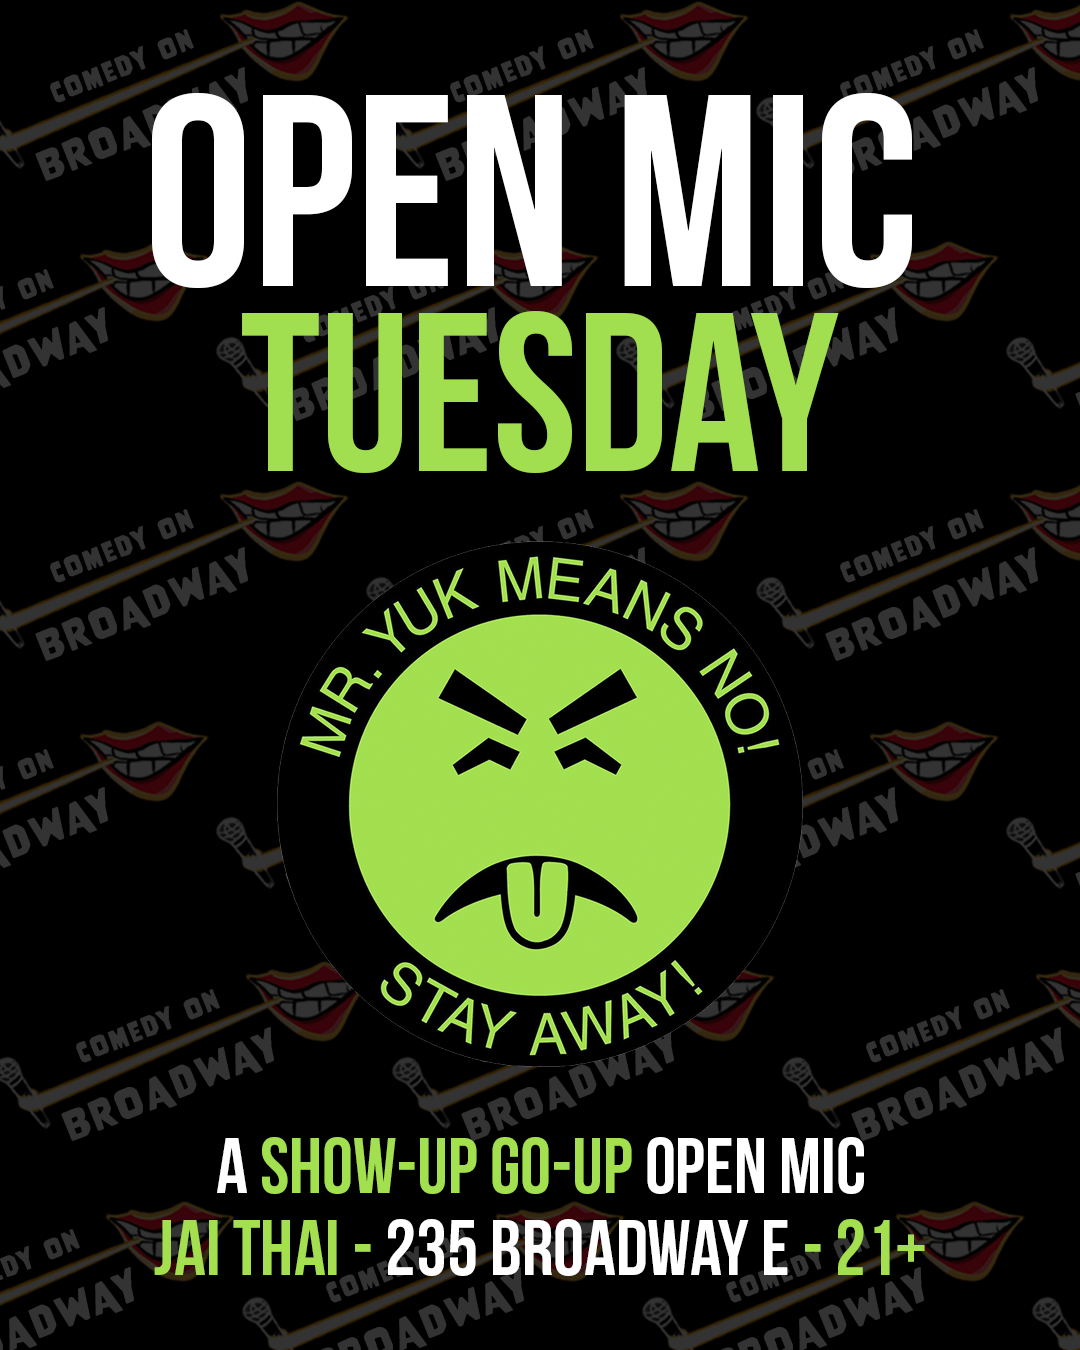 OPEN MIC
TUESDAY
MR. YUK MEANS NO!
STAY AWAY!
A SHOW-UP GO-UP OPEN MIC
JAI THAI - 235 BROADWAY E - 21+
COMEDY ON
BROADWAY